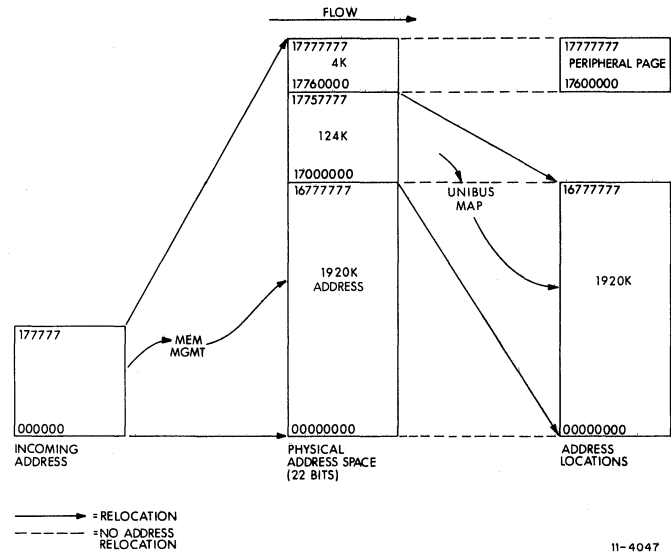 FLOW
17777777
4K
17760000
17757777
124K
17000000
16777777
1920K
ADDRESS
00000000
17777777
PERIPHERAL PAGE
17600000
UNIBUS
MAP
16777777
1920K
00000000
177777
000000
MEM
MGMT
INCOMING
ADDRESS
PHYSICAL
ADDRESS SPACE
(22 BITS)
ADDRESS
LOCATIONS
=RELOCATION
=NO ADDRESS
RELOCATION
11-4047